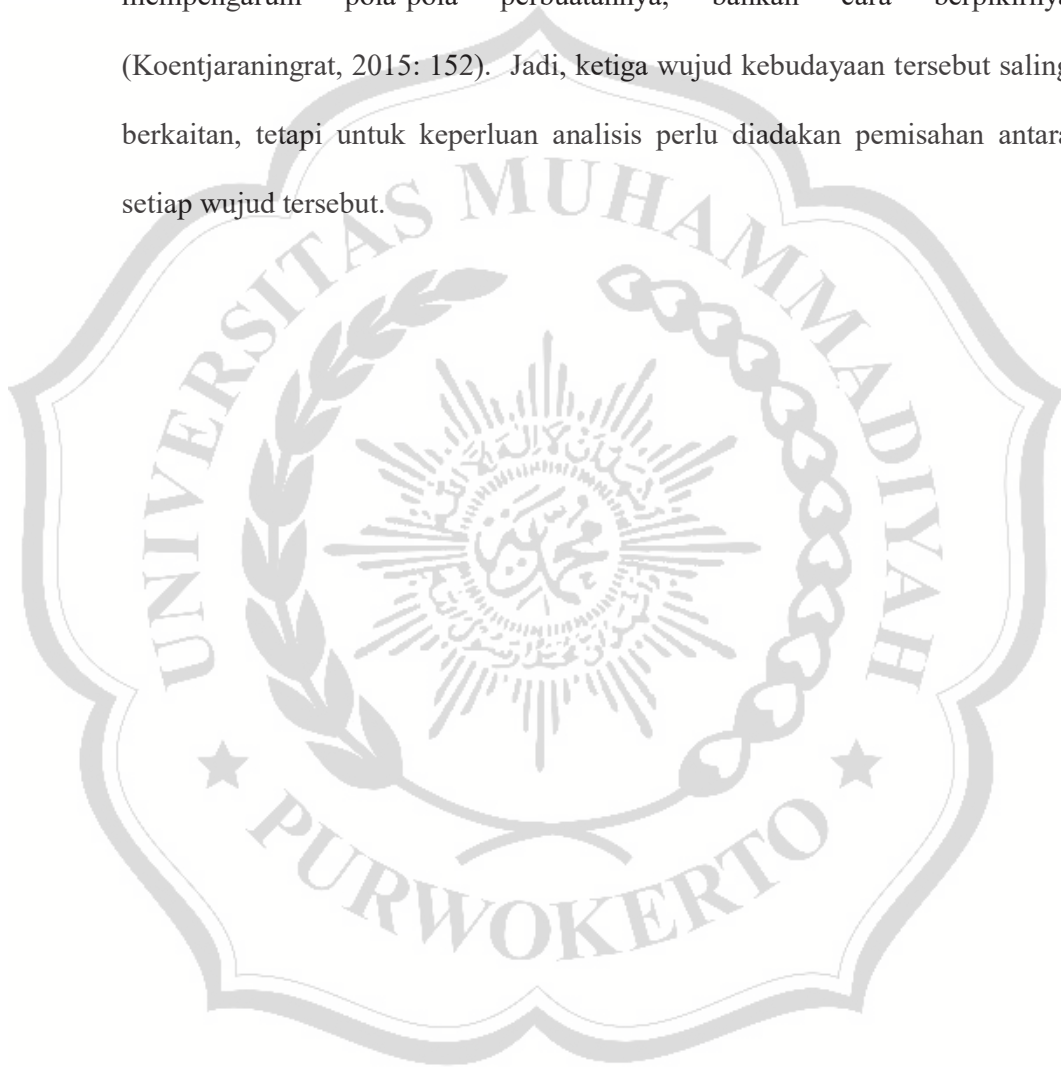 mempengaruhi pola-pola perbuatannya, bahkan cara berpikirnya
(Koentjaraningrat, 2015: 152). Jadi, ketiga wujud kebudayaan tersebut saling
berkaitan, tetapi untuk keperluan analisis perlu diadakan pemisahan antara
setiap wujud tersebut.
UNIVERSITAS MUHAMMADIYAH
PURWOKERTO